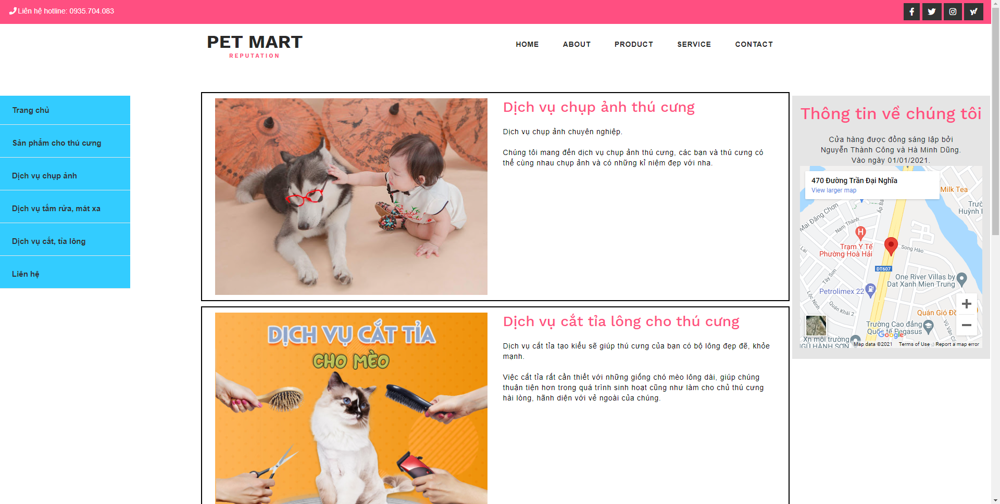 Liên hệ hotline: 0935.704.083
PET MART
REPUTATION
HOME ABOUT PRODUCT SERVICE CONTACT
Trang chủ
Sản phẩm cho thú cưng
Dịch vụ chụp ảnh
Dịch vụ tắm rửa, mát xa
Dịch vụ cắt, tỉa lông
Liên hệ
Dịch vụ chụp ảnh thú cưng
Dịch vụ chụp ảnh chuyên nghiệp.
Chúng tôi mang đến dịch vụ chụp ảnh thú cưng, các bạn và thú cưng có
thể cùng nhau chụp ảnh và có những kỉ niệm đẹp với nha.
DỊCH VỤ CẮT TỈA
CHO MÈO
Dịch vụ cắt tỉa lông cho thú cưng
Dịch vụ cắt tỉa tạo kiểu sẽ giúp thú cưng của bạn có bộ lông đẹp đẽ, khỏe
mạnh.
Việc cắt tỉa rất cần thiết với những giống chó mèo lông dài, giúp chúng
thuận tiện hơn trong quá trình sinh hoạt cũng như làm cho chủ thú cưng
hài lòng, hãnh diện với vẻ ngoài của chúng.
Thông tin về chúng tôi
Cửa hàng được đồng sáng lập bởi
Nguyễn Thành Công và Hà Minh Dũng.
Vào ngày 01/01/2021.
470 Đường Trần Đại Nghĩa
View larger map
Milk Tea
Huỳnh
Mai Đăng Chơn
Nam Thành
H
Trạm Y Tế
Phường Hoà Hải
Song Hào
DT607
One River Villas by
Dat Xanh Mien Trung
Tây Sơn
Petrolimex 22
Lộc Ninh
Quán Khái 2
Quán Gió
Trường Cao đẳng
Quốc tế Pegasus
Xn môi trường
NGŨ HÀNH SƠN
Google
Map data ©2021 Terms of Use Report a map error